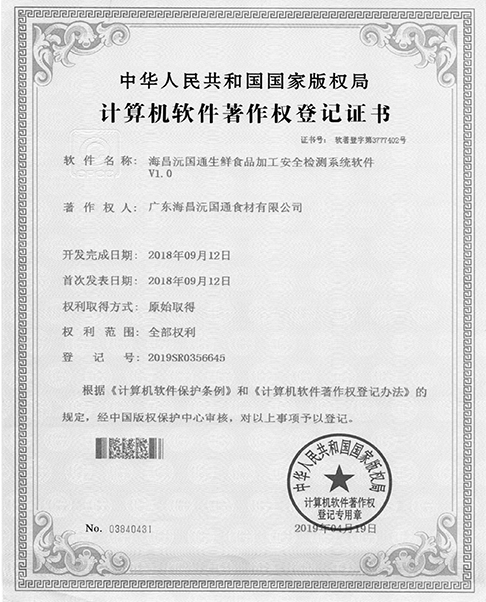 中华人民共和国国家版权局
计算机软件著作权登记证书
证书号： 软著登字第3777402号
软件名称： 海昌沅国通生鲜食品加工安全检测系统软件
V1.0
著作权人： 广东海昌沅国通食材有限公司
开发完成日期： 2018年09月12日
首次发表日期： 2018年09月12日
权利取得方式： 原始取得
权利范围： 全部权利
登记号： 2019SR0356645
根据《计算机软件保护条例》和《计算机软件著作权登记办法》的
规定，经中国版权保护中心审核，对以上事项予以登记。
中华人民共和国国家版权局
计算机软件著作权
登记专用章
No. 03840431
2019年04月19日